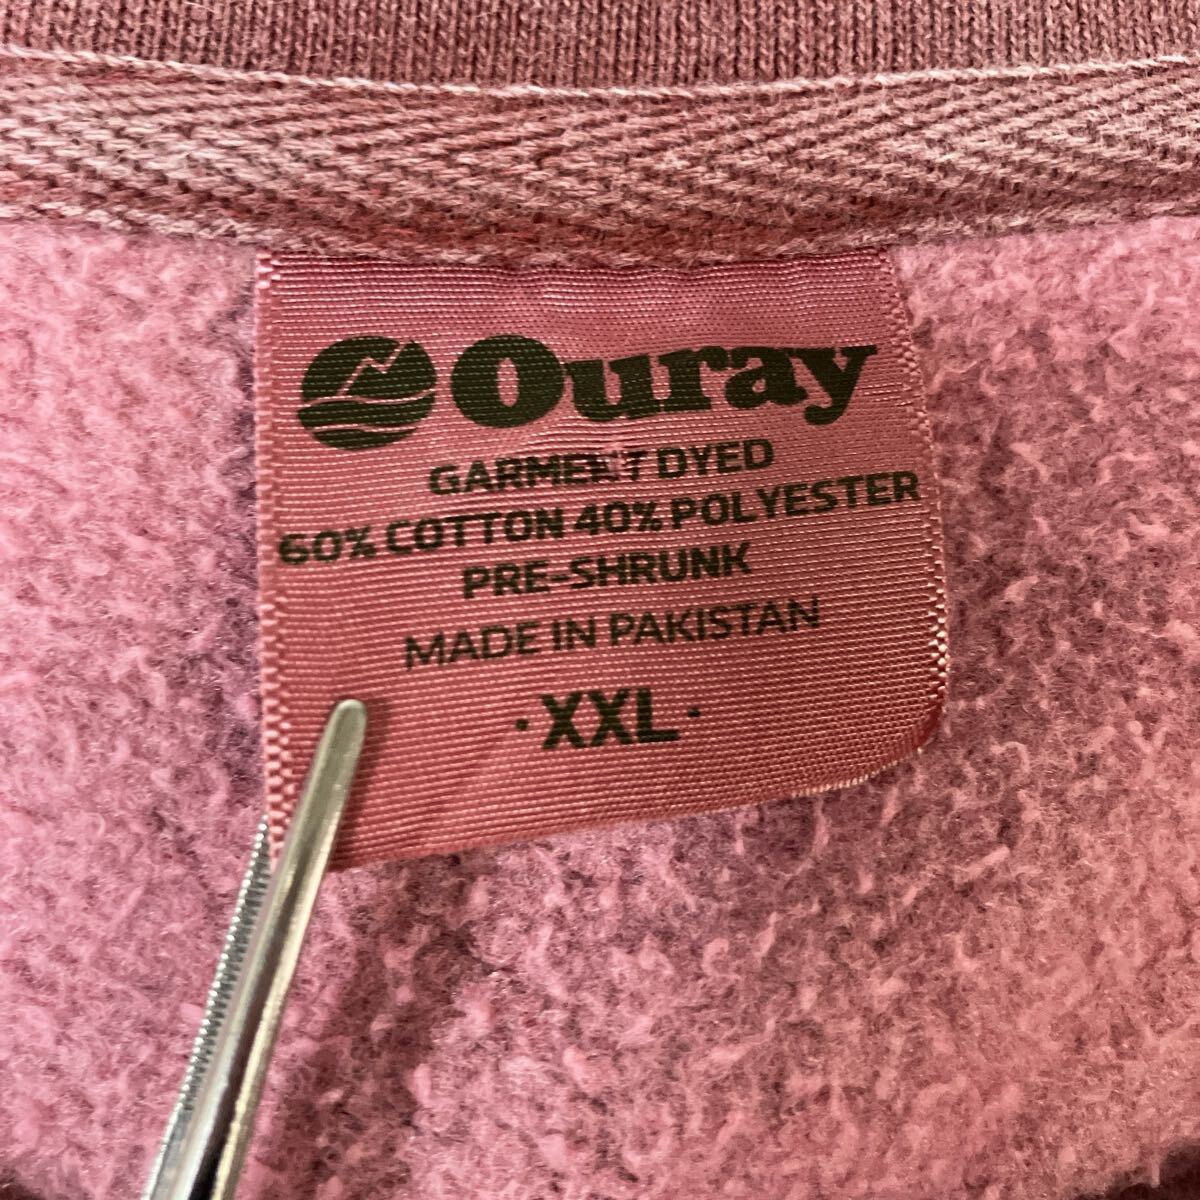 Ouray
GARMENT DYED
60% COTTON 40% POLYESTER
PRE-SHRUNK
MADE IN PAKISTAN
·XXL·